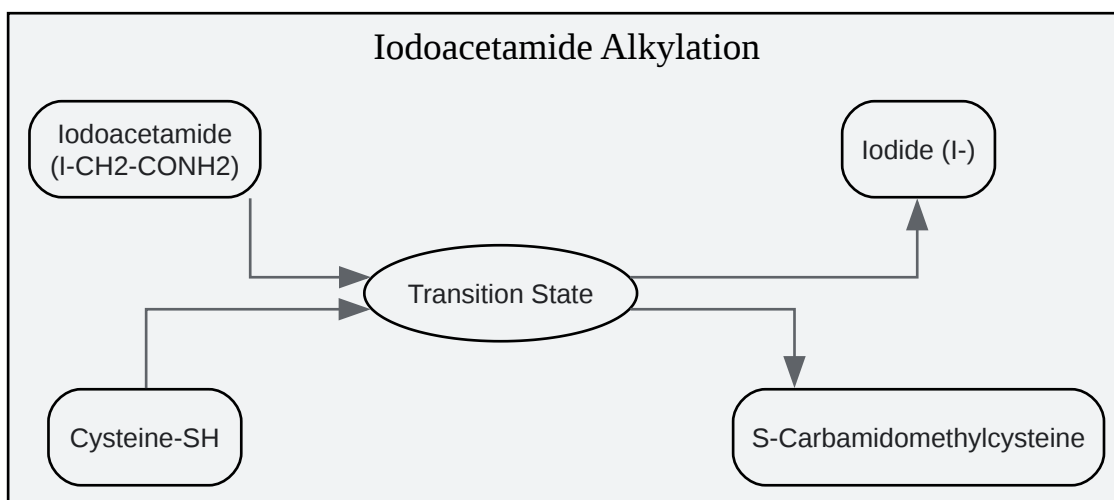 Iodoacetamide Alkylation
Iodoacetamide
(I-CH2-CONH2)
Iodide (I-)
Transition State
Cysteine-SH
S-Carbamidomethylcysteine